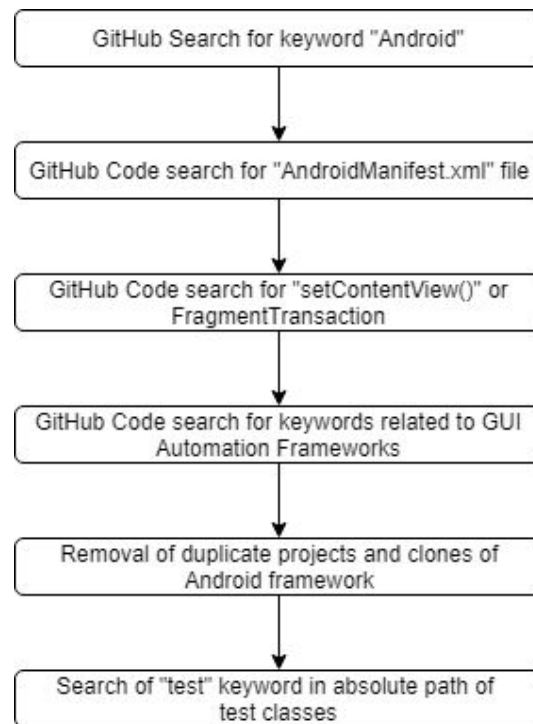 GitHub Search for keyword "Android"
GitHub Code search for "AndroidManifest.xml" file
GitHub Code search for "setContentView()" or
FragmentTransaction
GitHub Code search for keywords related to GUI
Automation Frameworks
Removal of duplicate projects and clones of
Android framework
Search of "test" keyword in absolute path of
test classes